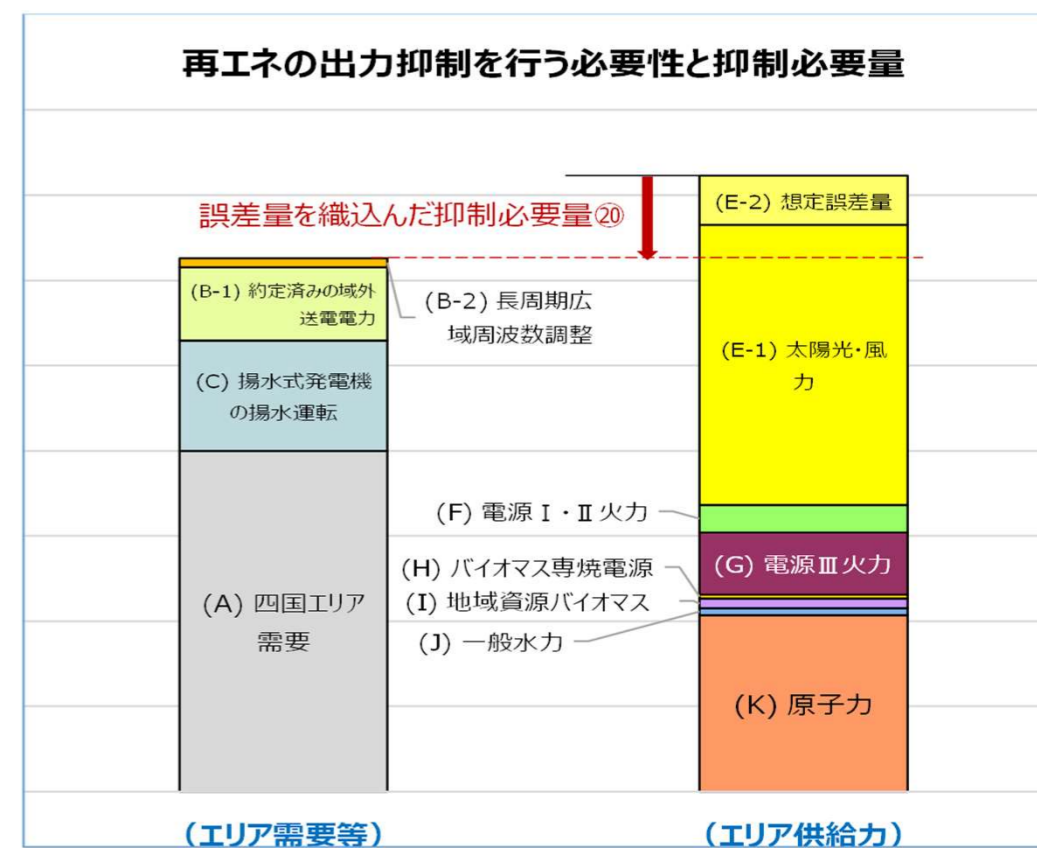 再エネの出力抑制を行う必要性と抑制必要量
誤差量を織込んだ抑制必要量⑳
(B-1) 約定済みの域外
送電電力
(B-2) 長周期広
域周波数調整
(C) 揚水式発電機
の揚水運転
(A) 四国エリア
需要
(E-2) 想定誤差量
(E-1) 太陽光・風
力
(F) 電源Ⅰ・Ⅱ火力
(G) 電源Ⅲ火力
(H) バイオマス専焼電源
(I) 地域資源バイオマス
(J) 一般水力
(K) 原子力
(エリア需要等)
(エリア供給力)